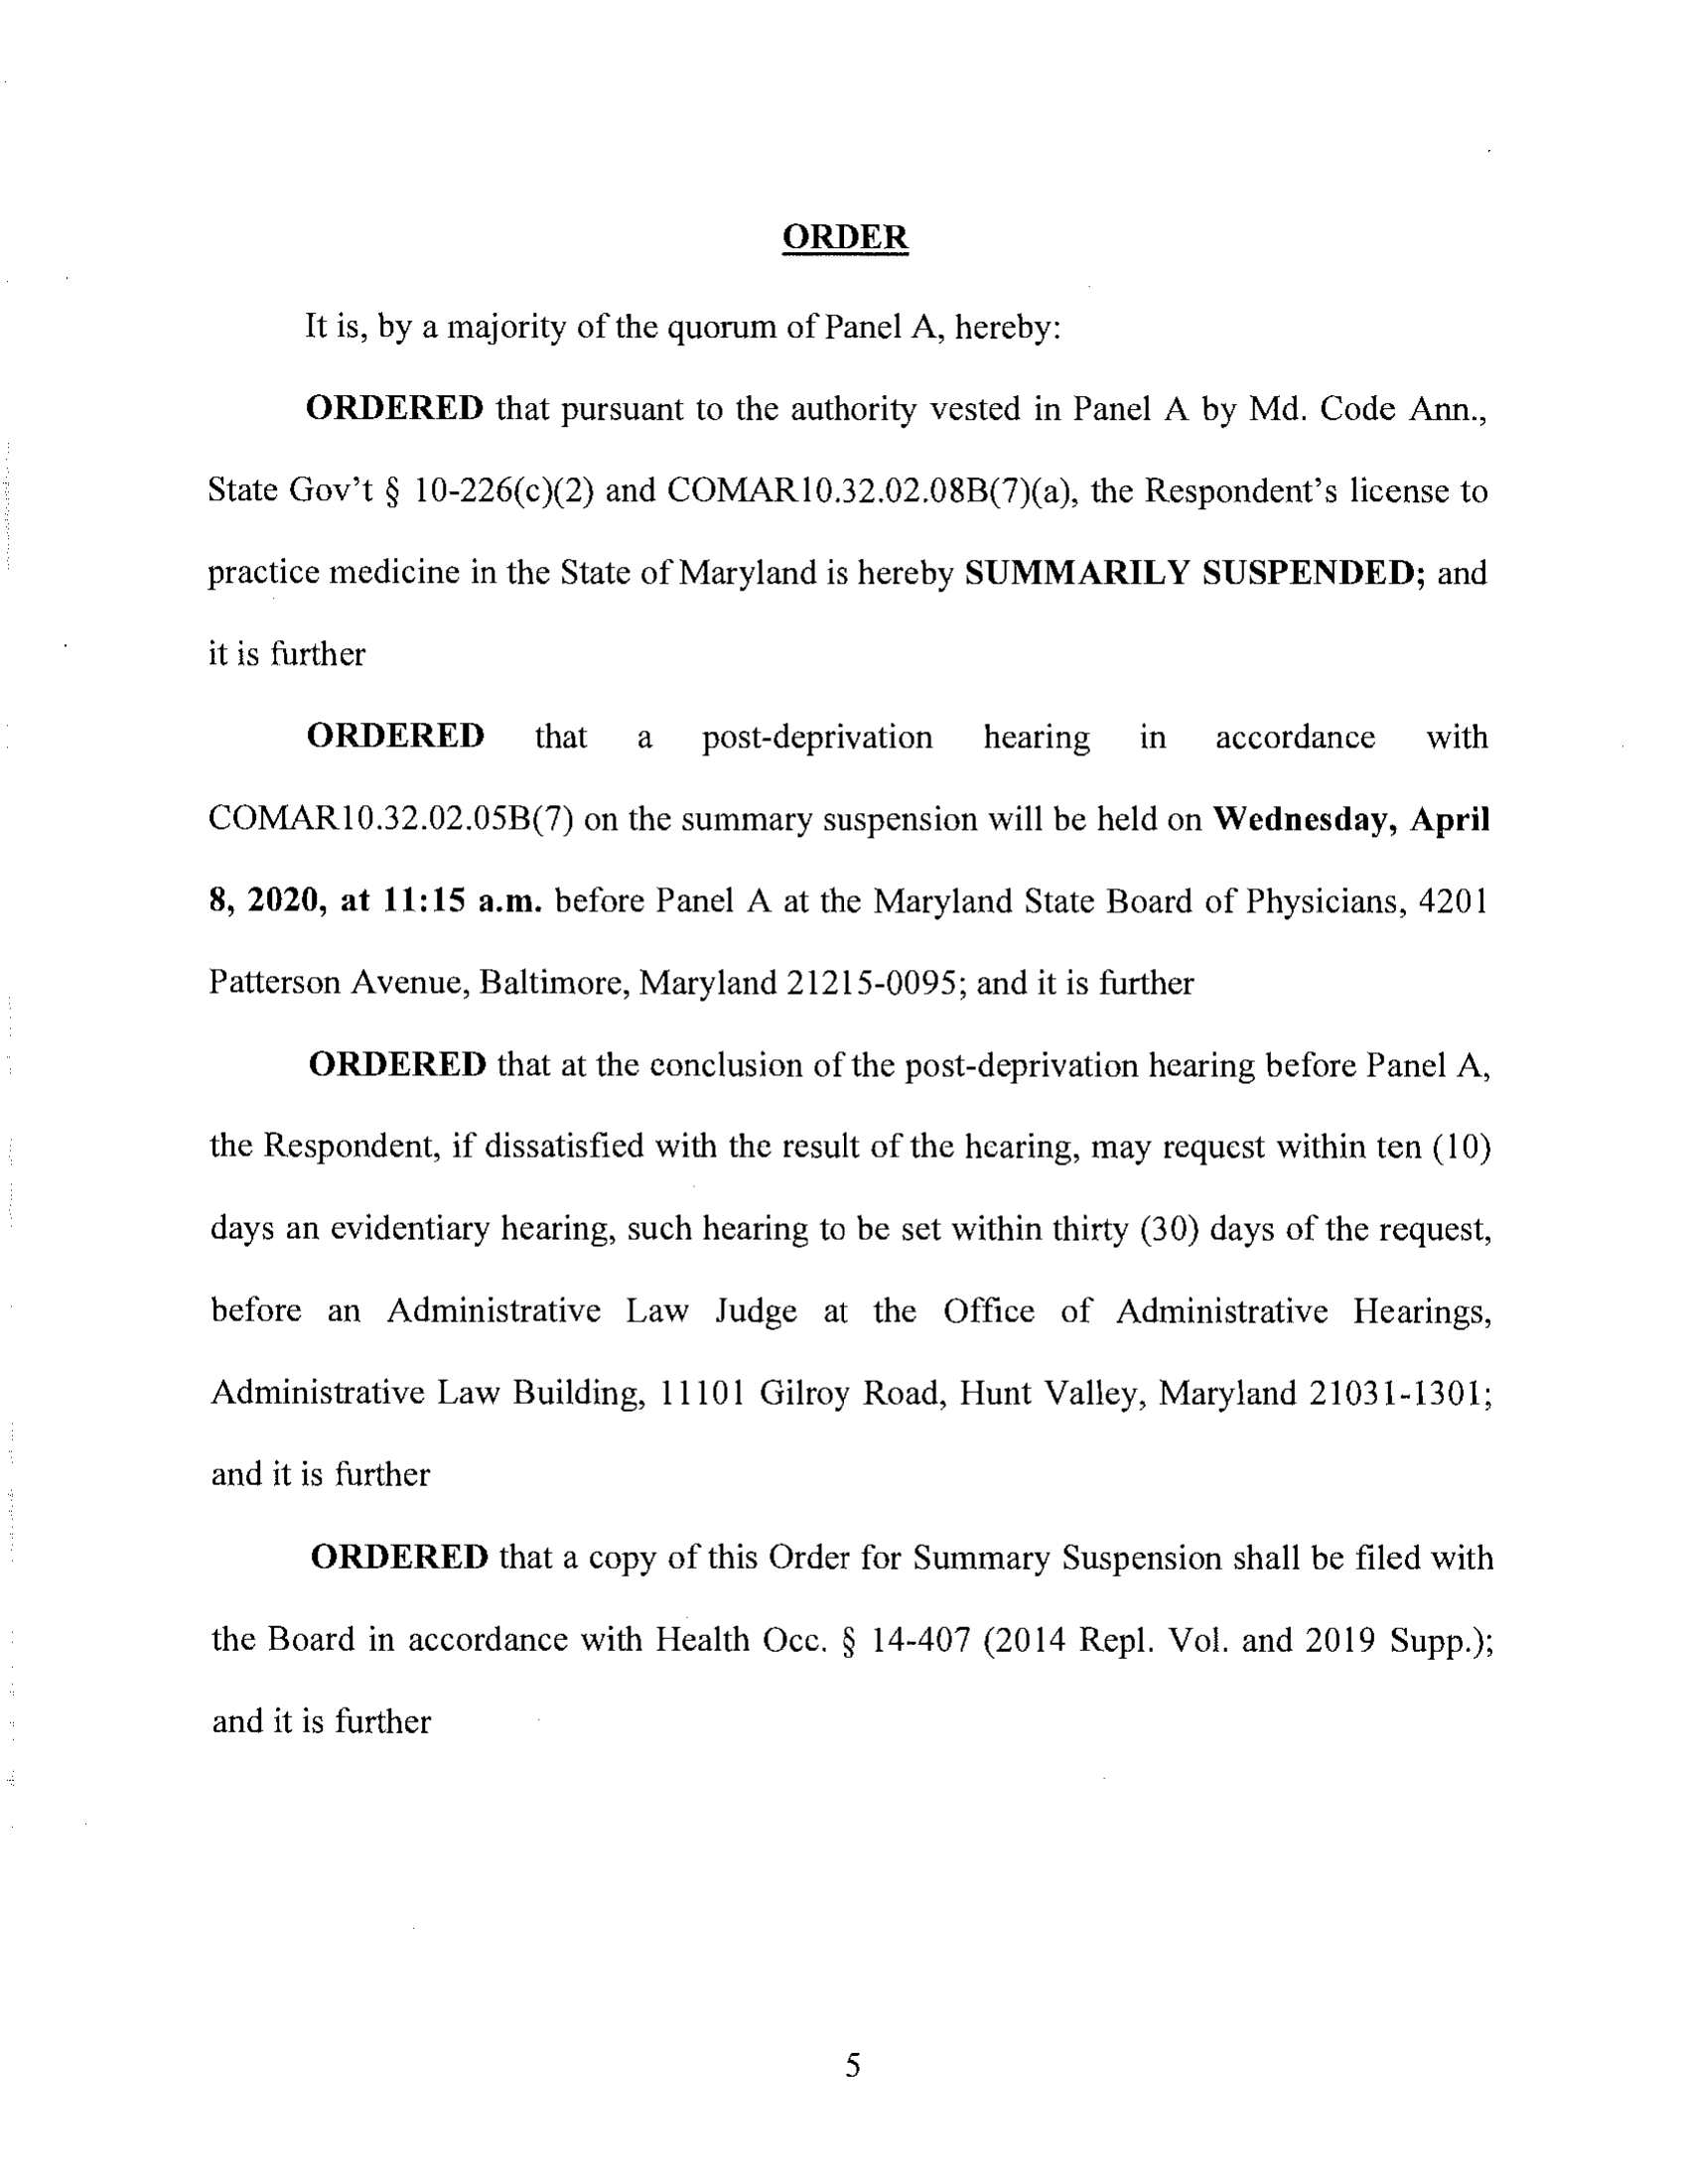 ORDER
It is, by a majority of the quorum of Panel A, hereby:
ORDERED that pursuant to the authority vested in Panel A by Md. Code Ann.,
State Gov't § 10-226(c)(2) and COMAR10.32.02.08B(7)(a), the Respondent's license to
practice medicine in the State of Maryland is hereby SUMMARILY SUSPENDED; and
it is further
ORDERED that a post-deprivation hearing in accordance with
COMAR10.32.02.05B(7) on the summary suspension will be held on Wednesday, April
8, 2020, at 11:15 a.m. before Panel A at the Maryland State Board of Physicians, 4201
Patterson Avenue, Baltimore, Maryland 21215-0095; and it is further
ORDERED that at the conclusion of the post-deprivation hearing before Panel A,
the Respondent, if dissatisfied with the result of the hearing, may request within ten (10)
days an evidentiary hearing, such hearing to be set within thirty (30) days of the request,
before an Administrative Law Judge at the Office of Administrative Hearings,
Administrative Law Building, 11101 Gilroy Road, Hunt Valley, Maryland 21031-1301;
and it is further
ORDERED that a copy of this Order for Summary Suspension shall be filed with
the Board in accordance with Health Occ. § 14-407 (2014 Repl. Vol. and 2019 Supp.);
and it is further
5